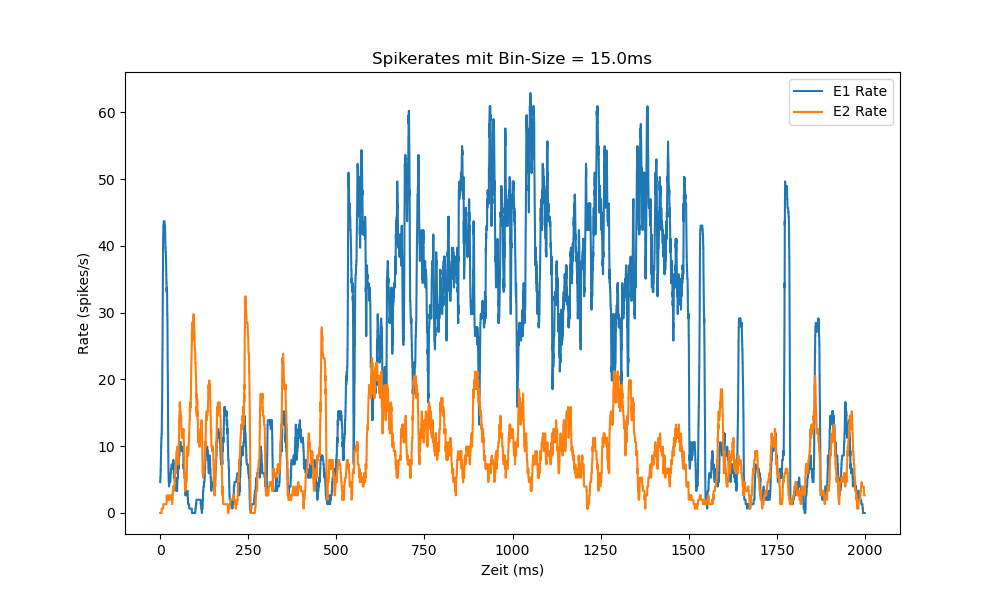 Spikerates mit Bin-Size = 15.0ms
E1 Rate
E2 Rate
60
50
40
30
20
10
0
Rate (spikes/s)
0 250 500 750 1000 1250 1500 1750 2000
Zeit (ms)